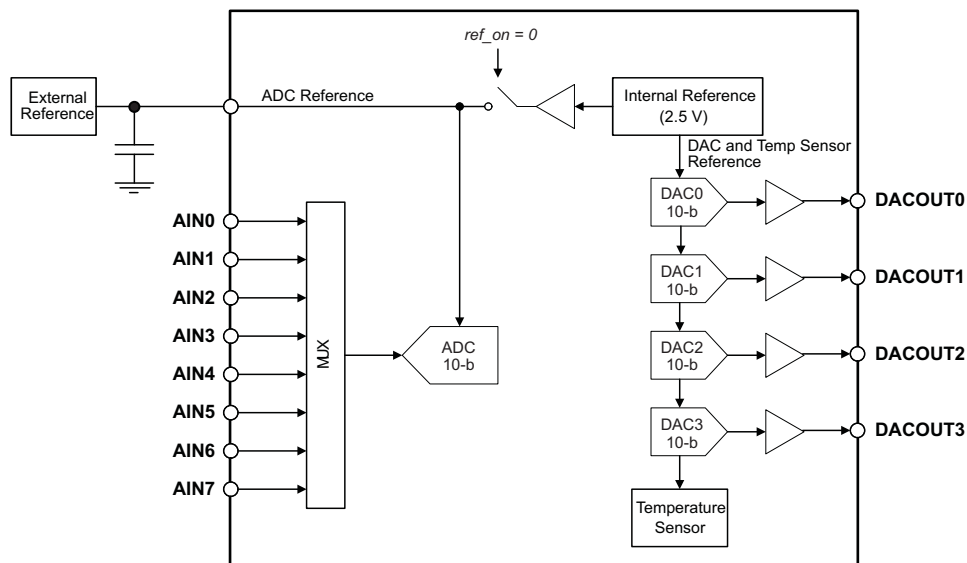 ref_on = 0
External
Reference
ADC Reference
Internal Reference
(2.5 V)
DAC and Temp Sensor
Reference
AIN0
AIN1
AIN2
AIN3
AIN4
AIN5
AIN6
AIN7
MUX
ADC
10-b
DAC0
10-b
DACOUT0
DAC1
10-b
DACOUT1
DAC2
10-b
DACOUT2
DAC3
10-b
DACOUT3
Temperature
Sensor